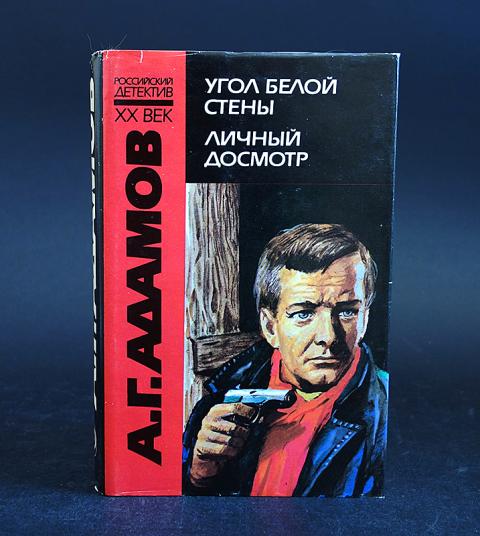 РОССИЙСКИЙ
ДЕТЕКТИВ
XX ВЕК
А.Г.АДАМОВ
УГОЛ БЕЛОЙ
СТЕНЫ
ЛИЧНЫЙ
ДОСМОТР